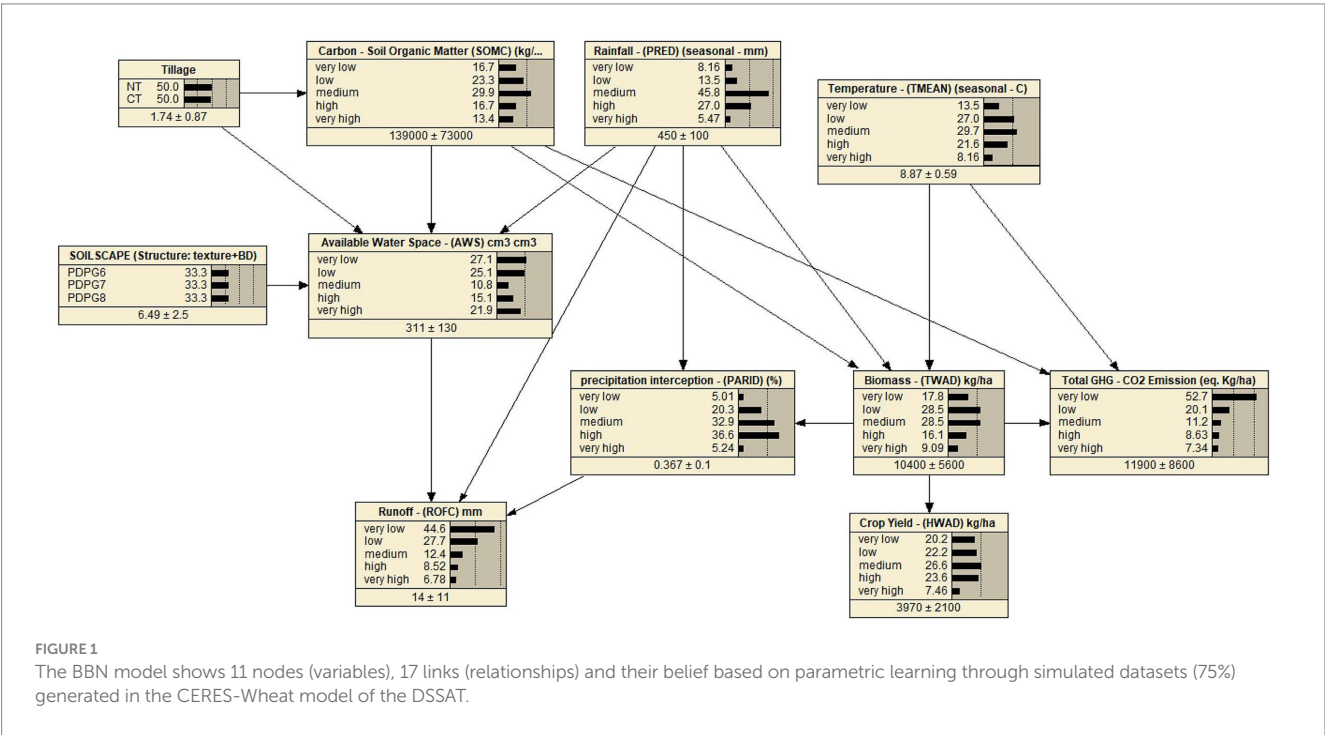 Tillage
NT 50.0
CT 50.0
1.74 ± 0.87
Carbon - Soil Organic Matter (SOMC) (kg/...
very low 16.7
low 23.3
medium 29.9
high 16.7
very high 13.4
139000 ± 73000
Rainfall - (PRED) (seasonal - mm)
very low 8.16
low 13.5
medium 45.8
high 27.0
very high 5.47
450 ± 100
Temperature - (TMEAN) (seasonal - C)
very low 13.5
low 27.0
medium 29.7
high 21.6
very high 8.16
8.87 ± 0.59
SOILSCAPE (Structure: texture+BD)
PDPG6 33.3
PDPG7 33.3
PDPG8 33.3
6.49 ± 2.5
Available Water Space - (AWS) cm3 cm3
very low 27.1
low 25.1
medium 10.8
high 15.1
very high 21.9
311 ± 130
precipitation interception - (PARID) (%)
very low 5.01
low 20.3
medium 32.9
high 36.6
very high 5.24
0.367 ± 0.1
Biomass - (TWAD) kg/ha
very low 17.8
low 28.5
medium 28.5
high 16.1
very high 9.09
10400 ± 5600
Total GHG - CO2 Emission (eq. Kg/ha)
very low 52.7
low 20.1
medium 11.2
high 8.63
very high 7.34
11900 ± 8600
Runoff - (ROFC) mm
very low 44.6
low 27.7
medium 12.4
high 8.52
very high 6.78
14 ± 11
Crop Yield - (HWAD) kg/ha
very low 20.2
low 22.2
medium 26.6
high 23.6
very high 7.46
3970 ± 2100
FIGURE 1
The BBN model shows 11 nodes (variables), 17 links (relationships) and their belief based on parametric learning through simulated datasets (75%)
generated in the CERES-Wheat model of the DSSAT.